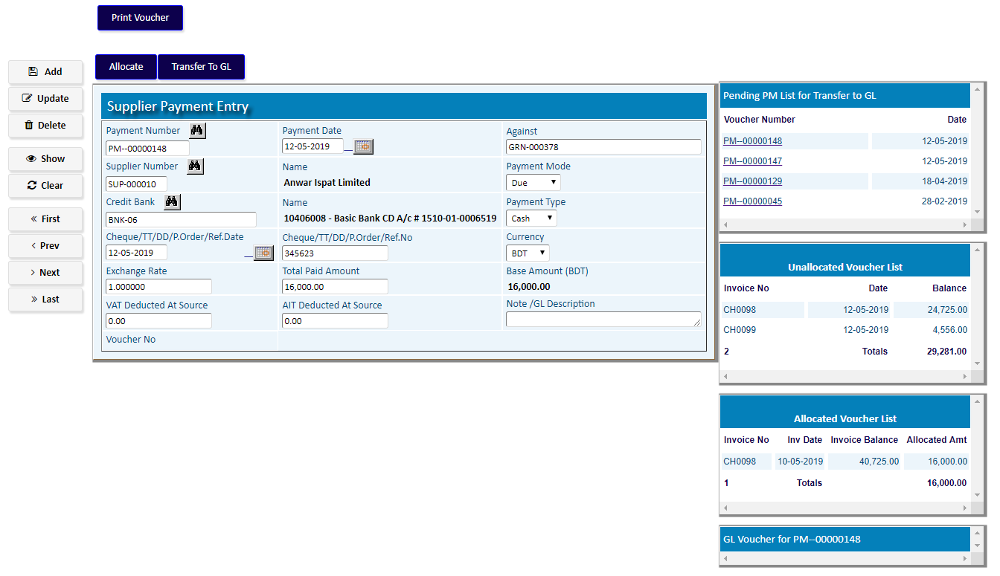 Print Voucher
Allocate
Transfer To GL
Add
Update
Delete
Show
Clear
« First
‹ Prev
› Next
» Last
Supplier Payment Entry
Payment Number
PM--00000148
Payment Date
12-05-2019
Against
GRN-000378
Supplier Number
SUP-000010
Name
Anwar Ispat Limited
Payment Mode
Due
Credit Bank
BNK-06
Name
10406008 - Basic Bank CD A/c # 1510-01-0006519
Payment Type
Cash
Cheque/TT/DD/P.Order/Ref.Date
12-05-2019
Cheque/TT/DD/P.Order/Ref.No
345623
Currency
BDT
Exchange Rate
1.000000
Total Paid Amount
16,000.00
Base Amount (BDT)
16,000.00
VAT Deducted At Source
0.00
AIT Deducted At Source
0.00
Note /GL Description
Voucher No
Pending PM List for Transfer to GL
Voucher Number Date
PM--00000148 12-05-2019
PM--00000147 12-05-2019
PM--00000129 18-04-2019
PM--00000045 28-02-2019
Unallocated Voucher List
Invoice No Date Balance
CH0098 12-05-2019 24,725.00
CH0099 12-05-2019 4,556.00
2 Totals 29,281.00
Allocated Voucher List
Invoice No Inv Date Invoice Balance Allocated Amt
CH0098 10-05-2019 40,725.00 16,000.00
1 Totals 16,000.00
GL Voucher for PM--00000148